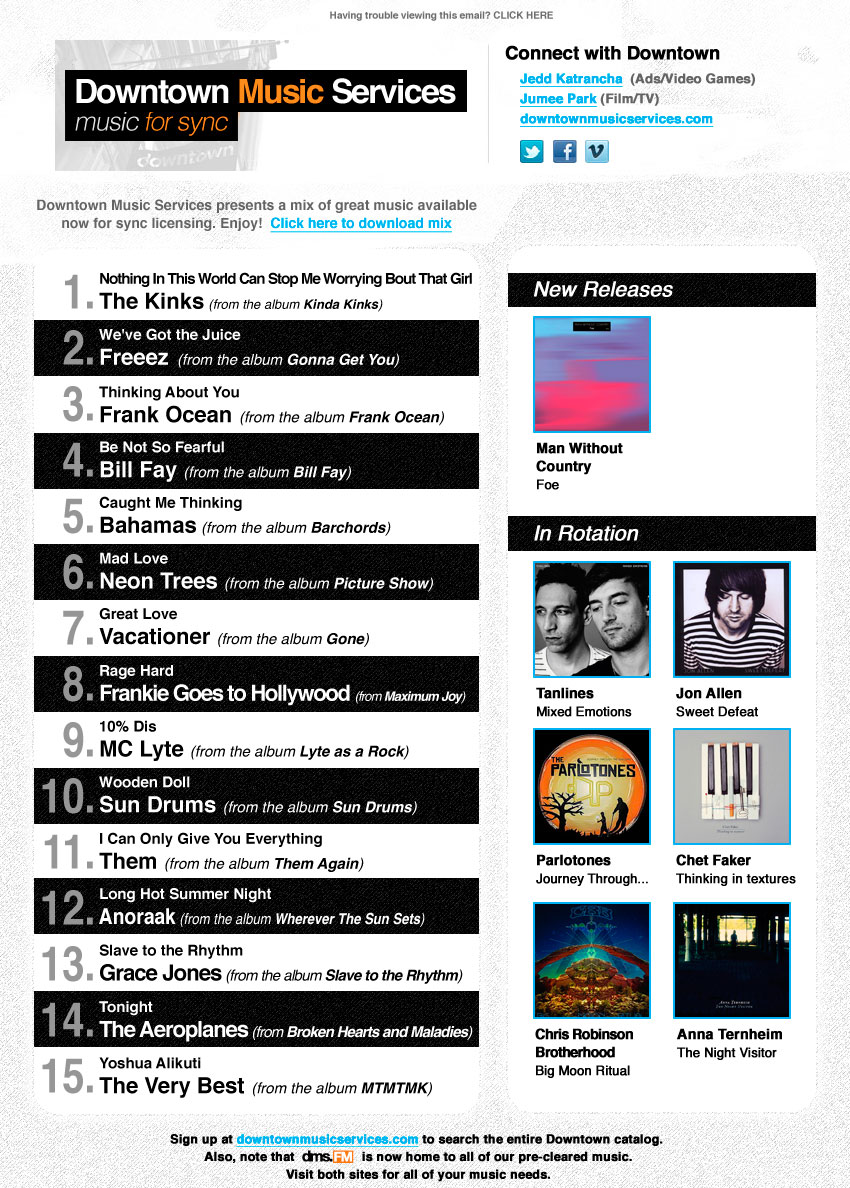 Having trouble viewing this email? CLICK HERE
Downtown Music Services
music for sync
downtown
Connect with Downtown
Jedd Katrancha (Ads/Video Games)
Jumee Park (Film/TV)
downtownmusicservices.com
Downtown Music Services presents a mix of great music available
now for sync licensing. Enjoy! Click here to download mix
1. Nothing In This World Can Stop Me Worrying Bout That Girl
The Kinks (from the album Kinda Kinks)
2. We've Got the Juice
Freeez (from the album Gonna Get You)
3. Thinking About You
Frank Ocean (from the album Frank Ocean)
4. Be Not So Fearful
Bill Fay (from the album Bill Fay)
5. Caught Me Thinking
Bahamas (from the album Barchords)
6. Mad Love
Neon Trees (from the album Picture Show)
7. Great Love
Vacationer (from the album Gone)
8. Rage Hard
Frankie Goes to Hollywood (from Maximum Joy)
9. 10% Dis
MC Lyte (from the album Lyte as a Rock)
10. Wooden Doll
Sun Drums (from the album Sun Drums)
11. I Can Only Give You Everything
Them (from the album Them Again)
12. Long Hot Summer Night
Anoraak (from the album Wherever The Sun Sets)
13. Slave to the Rhythm
Grace Jones (from the album Slave to the Rhythm)
14. Tonight
The Aeroplanes (from Broken Hearts and Maladies)
15. Yoshua Alikuti
The Very Best (from the album MTMTMK)
New Releases
Man Without
Country
Foe
In Rotation
Tanlines
Mixed Emotions
JON ALLEN SWEET DEFEAT
Jon Allen
Sweet Defeat
THE
PARLOTONES
Parlotones
Journey Through...
Chet Faker
Thinking in textures
Chris Robinson
Brotherhood
Big Moon Ritual
ANNA TERNHEIM
THE NIGHT VISITOR
Anna Ternheim
The Night Visitor
Sign up at downtownmusicservices.com to search the entire Downtown catalog.
Also, note that dms.FM is now home to all of our pre-cleared music.
Visit both sites for all of your music needs.